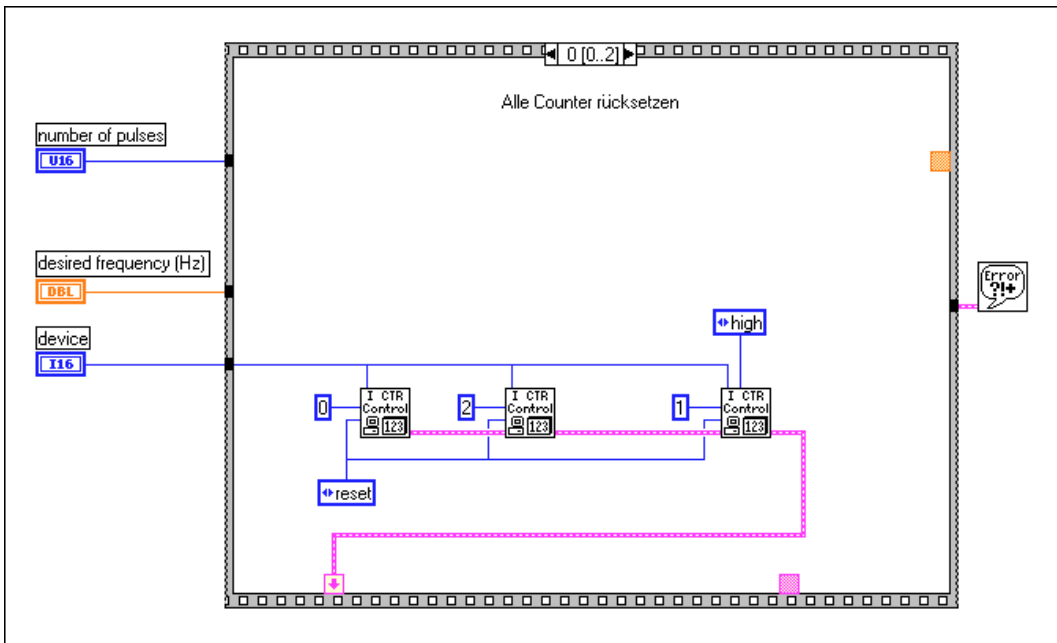 0 [0..2]
Alle Counter rücksetzen
number of pulses
U16
desired frequency (Hz)
DBL
Error
?!+
device
I16
high
0
I CTR
Control
123
2
I CTR
Control
123
1
I CTR
Control
123
reset